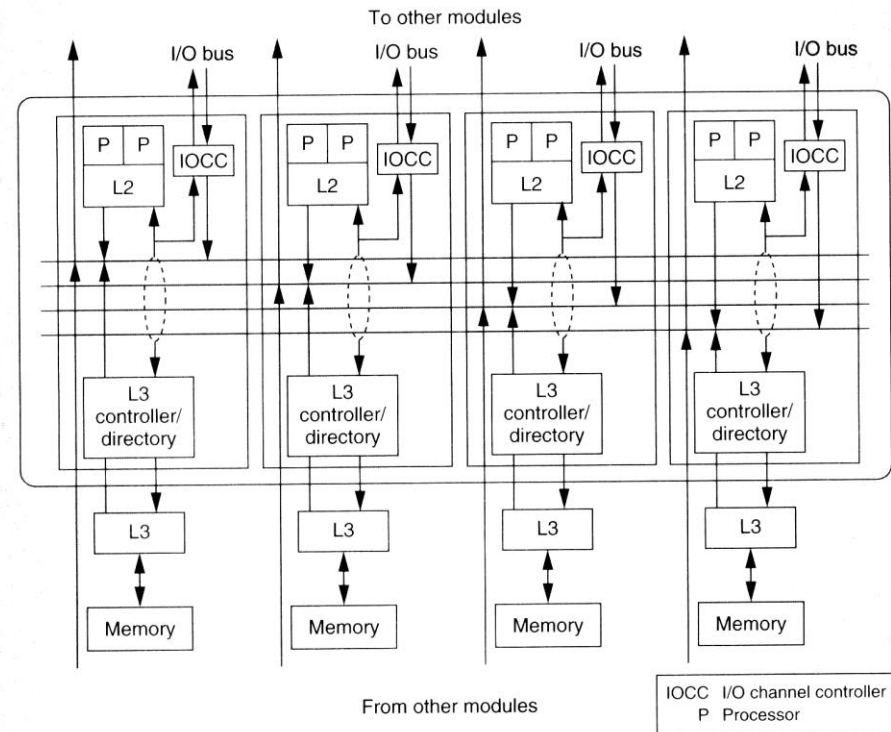 To other modules
I/O bus I/O bus I/O bus I/O bus
P P IOCC P P IOCC P P IOCC P P IOCC
L2 L2 L2 L2
L3 controller/ directory L3 controller/ directory L3 controller/ directory L3 controller/ directory
L3 L3 L3 L3
Memory Memory Memory Memory
From other modules
IOCC I/O channel controller
P Processor